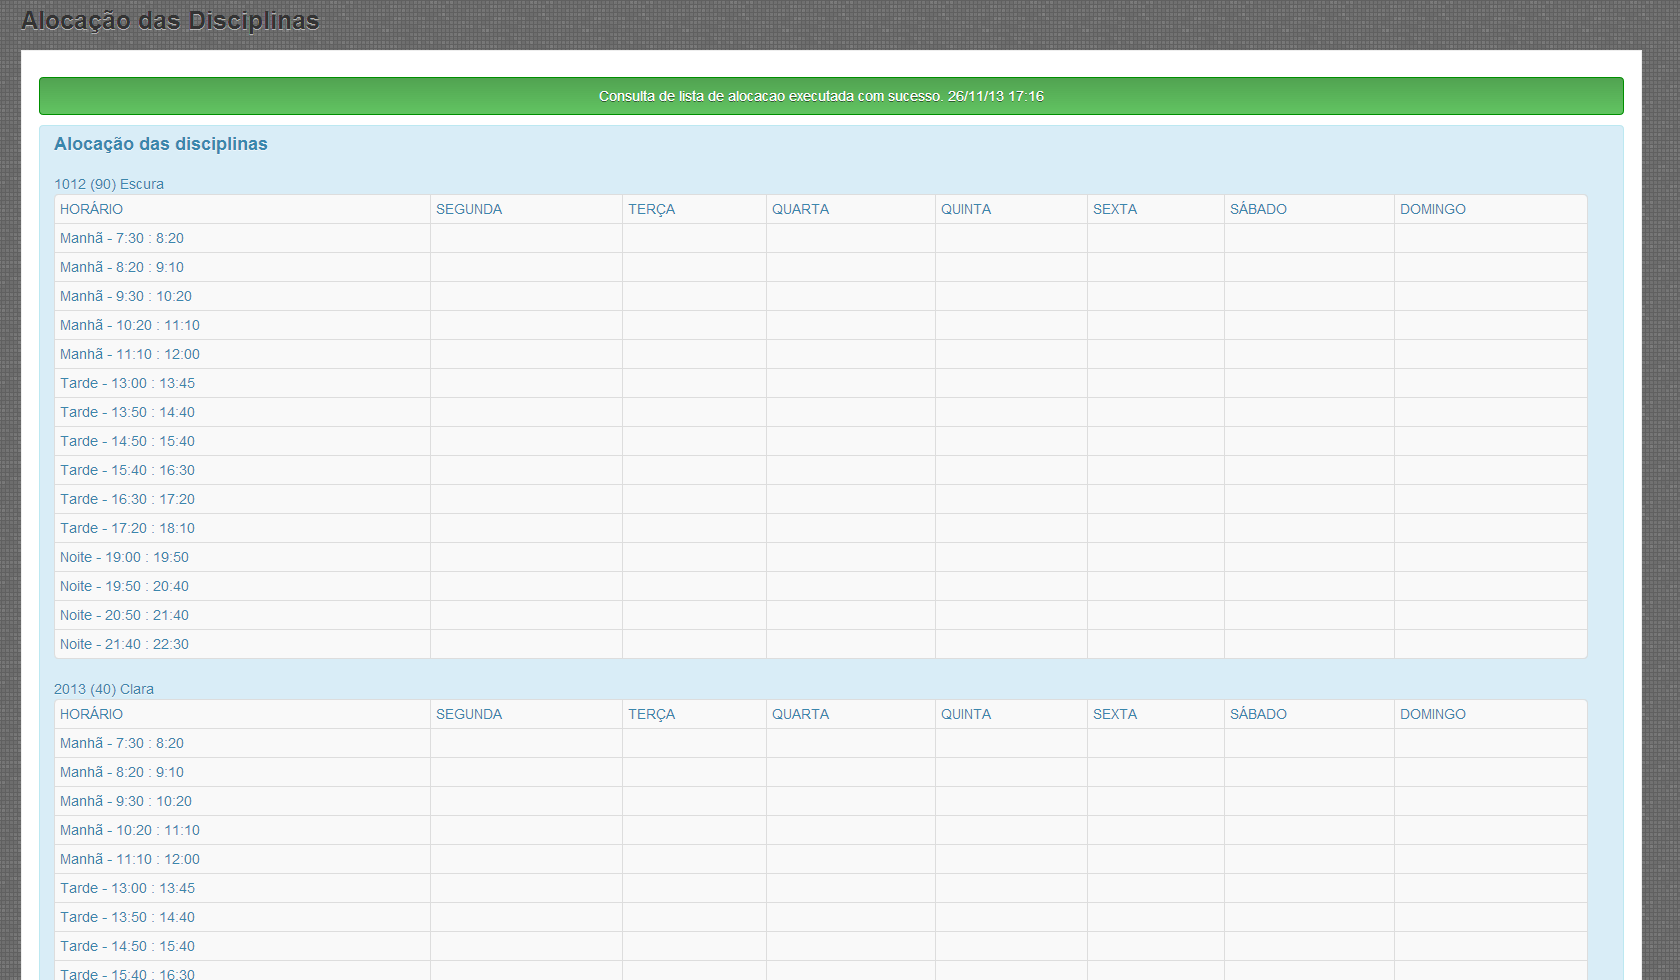 Alocação das Disciplinas
Consulta de lista de alocacao executada com sucesso. 26/11/13 17:16
Alocação das disciplinas
1012 (90) Escura
HORÁRIO SEGUNDA TERÇA QUARTA QUINTA SEXTA SÁBADO DOMINGO
Manhã - 7:30 : 8:20
Manhã - 8:20 : 9:10
Manhã - 9:30 : 10:20
Manhã - 10:20 : 11:10
Manhã - 11:10 : 12:00
Tarde - 13:00 : 13:45
Tarde - 13:50 : 14:40
Tarde - 14:50 : 15:40
Tarde - 15:40 : 16:30
Tarde - 16:30 : 17:20
Tarde - 17:20 : 18:10
Noite - 19:00 : 19:50
Noite - 19:50 : 20:40
Noite - 20:50 : 21:40
Noite - 21:40 : 22:30
2013 (40) Clara
HORÁRIO SEGUNDA TERÇA QUARTA QUINTA SEXTA SÁBADO DOMINGO
Manhã - 7:30 : 8:20
Manhã - 8:20 : 9:10
Manhã - 9:30 : 10:20
Manhã - 10:20 : 11:10
Manhã - 11:10 : 12:00
Tarde - 13:00 : 13:45
Tarde - 13:50 : 14:40
Tarde - 14:50 : 15:40
Tarde - 15:40 : 16:30